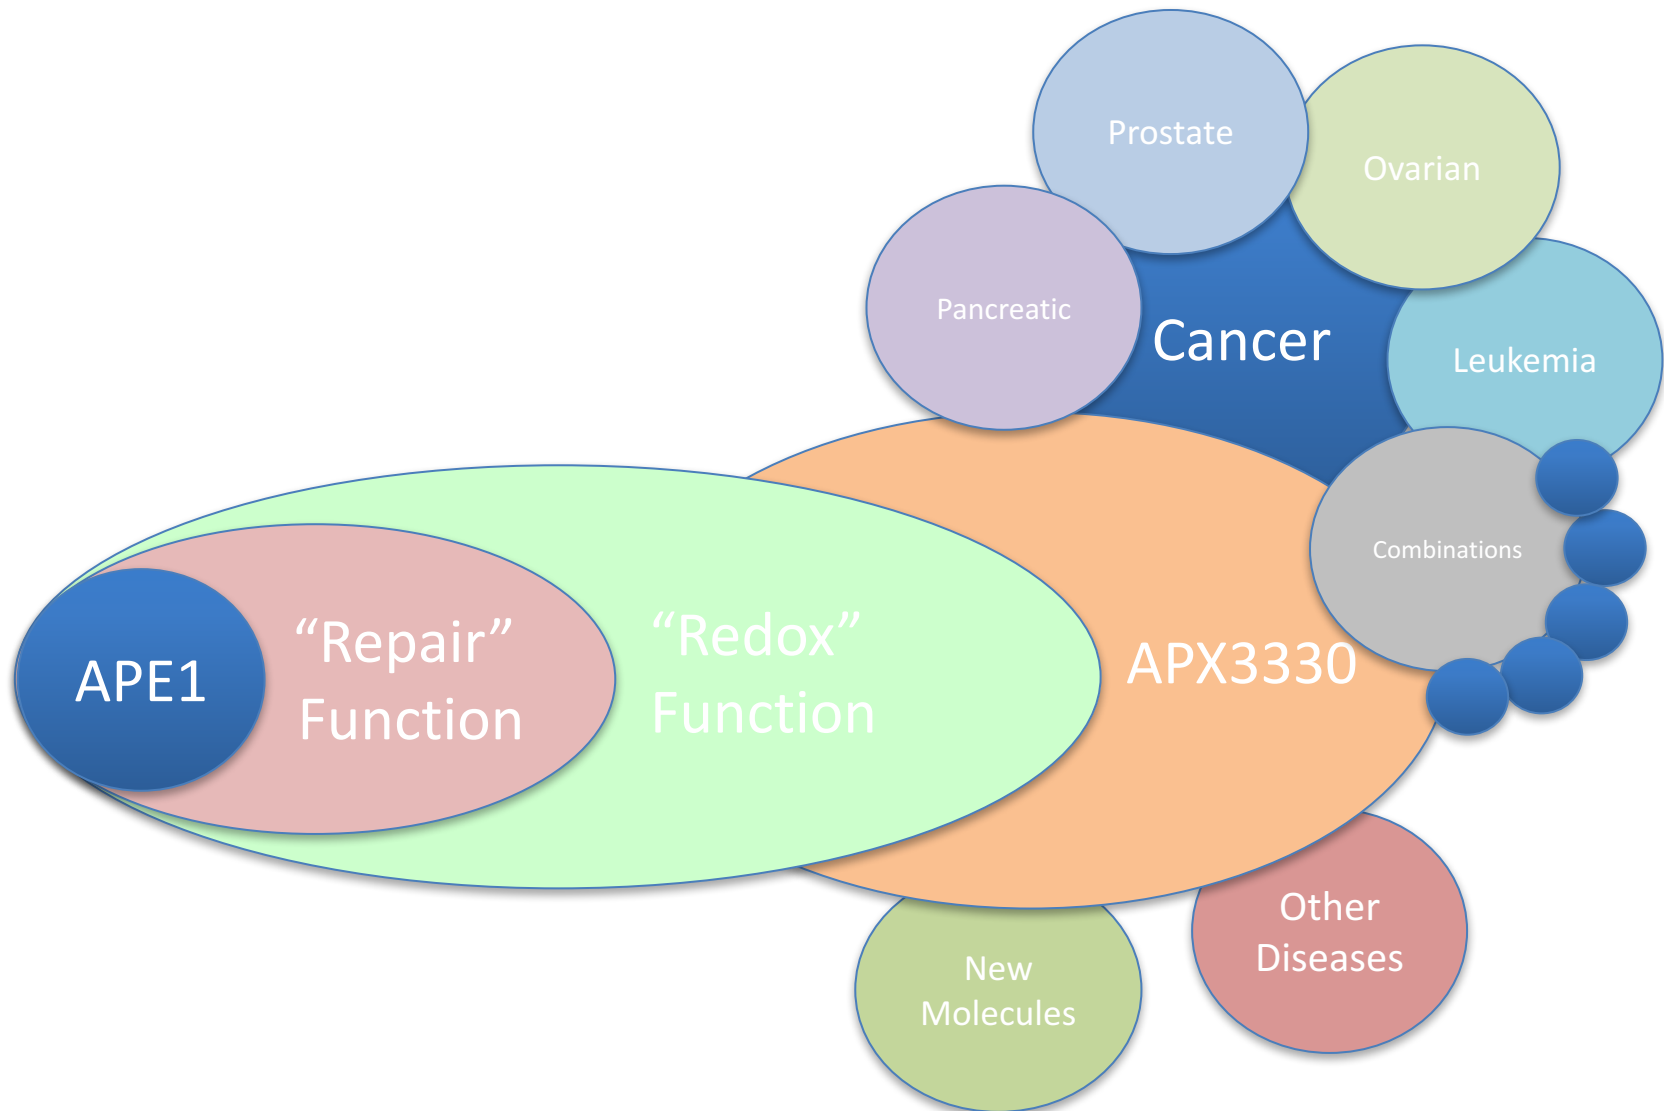 Prostate
Ovarian
Pancreatic
Cancer
Leukemia
Combinations
APE1
“Repair”
Function
“Redox”
Function
APX3330
Other
Diseases
New
Molecules